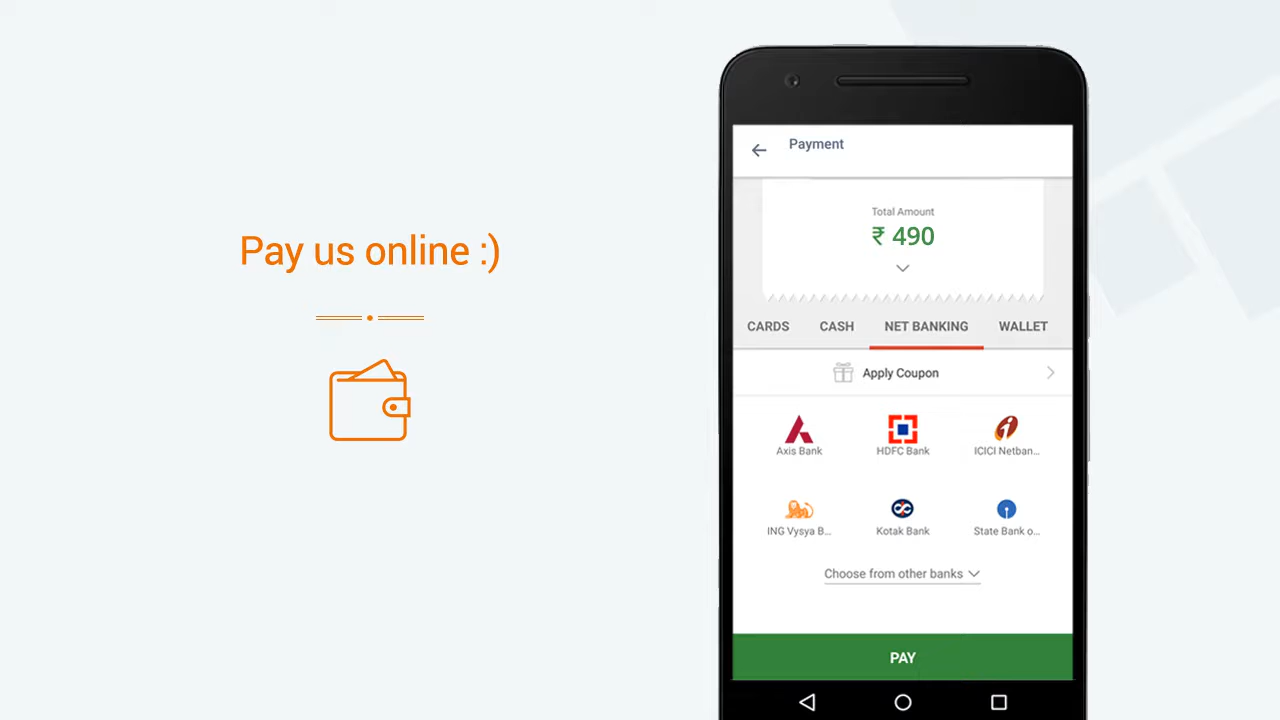 Pay us online :)
Payment
Total Amount
₹ 490
CARDS CASH NET BANKING WALLET
Apply Coupon
Axis Bank HDFC Bank ICICI Netban...
ING Vysya B... Kotak Bank State Bank o...
Choose from other banks
PAY